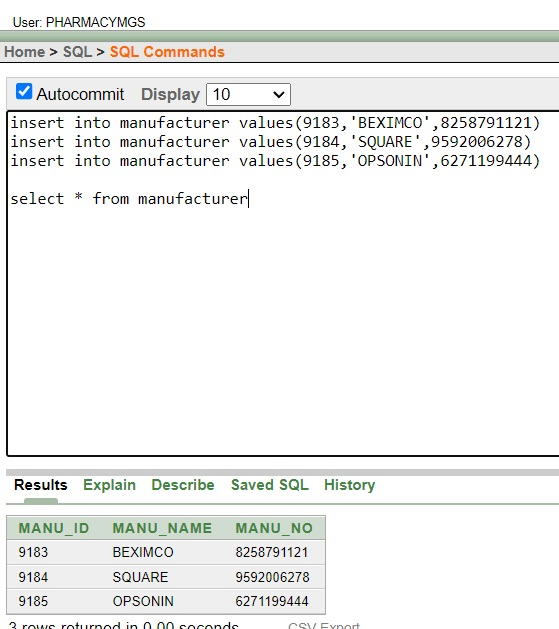 User: PHARMACYMGS
Home > SQL > SQL Commands
Autocommit Display 10
insert into manufacturer values(9183,'BEXIMCO',8258791121)
insert into manufacturer values(9184,'SQUARE',9592006278)
insert into manufacturer values(9185,'OPSONIN',6271199444)
select * from manufacturer
Results Explain Describe Saved SQL History
MANU_ID MANU_NAME MANU_NO
9183 BEXIMCO 8258791121
9184 SQUARE 9592006278
9185 OPSONIN 6271199444
3 rows returned in 0.00 seconds CSV Export